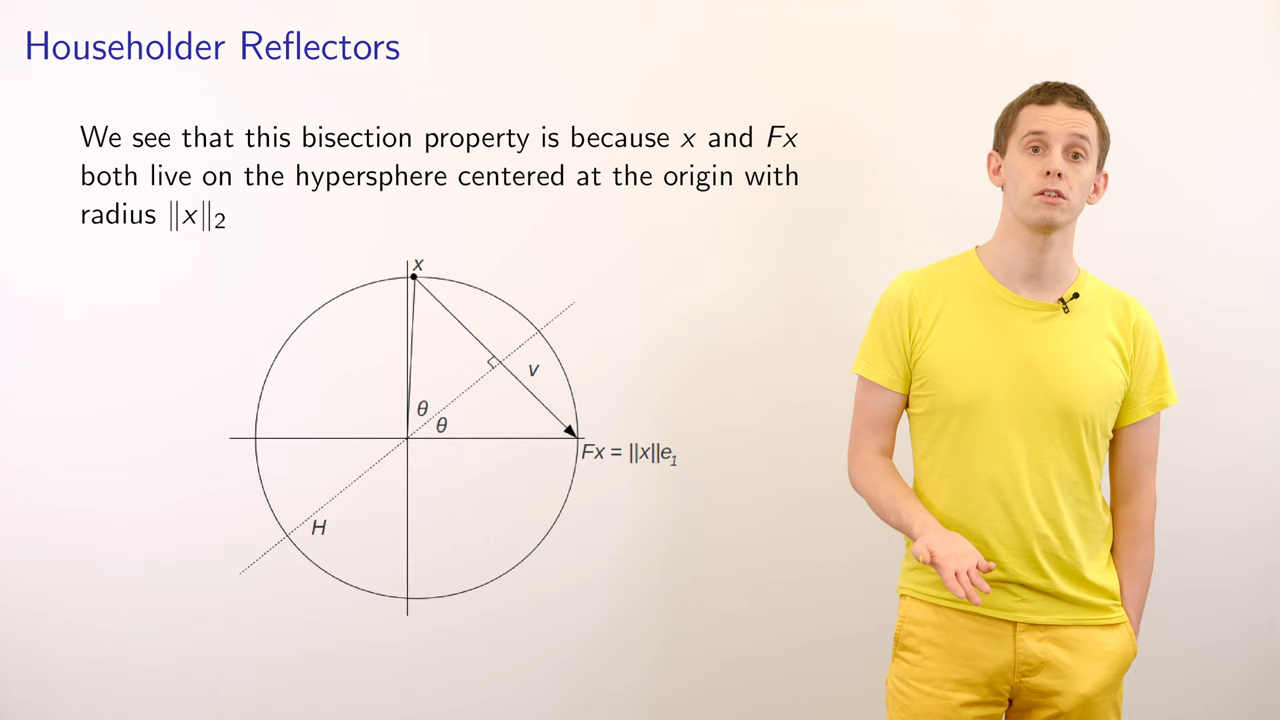 Householder Reflectors
We see that this bisection property is because x and Fx
both live on the hypersphere centered at the origin with
radius ‖x‖₂
x
v
θ
θ
Fx = ||x||e₁
H